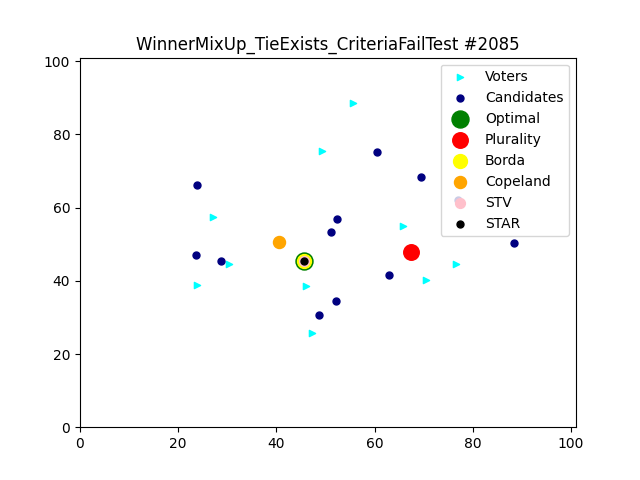 WinnerMixUp_TieExists_CriteriaFailTest #2085
100
80
60
40
20
0
0
20
40
60
80
100
Voters
Candidates
Optimal
Plurality
Borda
Copeland
STV
STAR